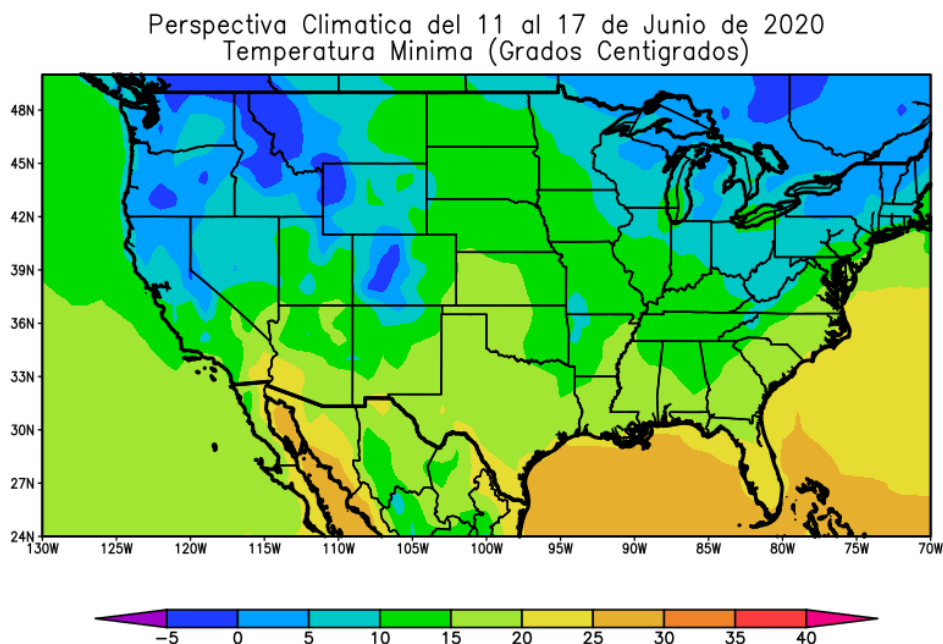 Perspectiva Climatica del 11 al 17 de Junio de 2020
Temperatura Minima (Grados Centigrados)
48N
45N
42N
39N
36N
33N
30N
27N
24N
130W 125W 120W 115W 110W 105W 100W 95W 90W 85W 80W 75W 70W
-5 0 5 10 15 20 25 30 35 40